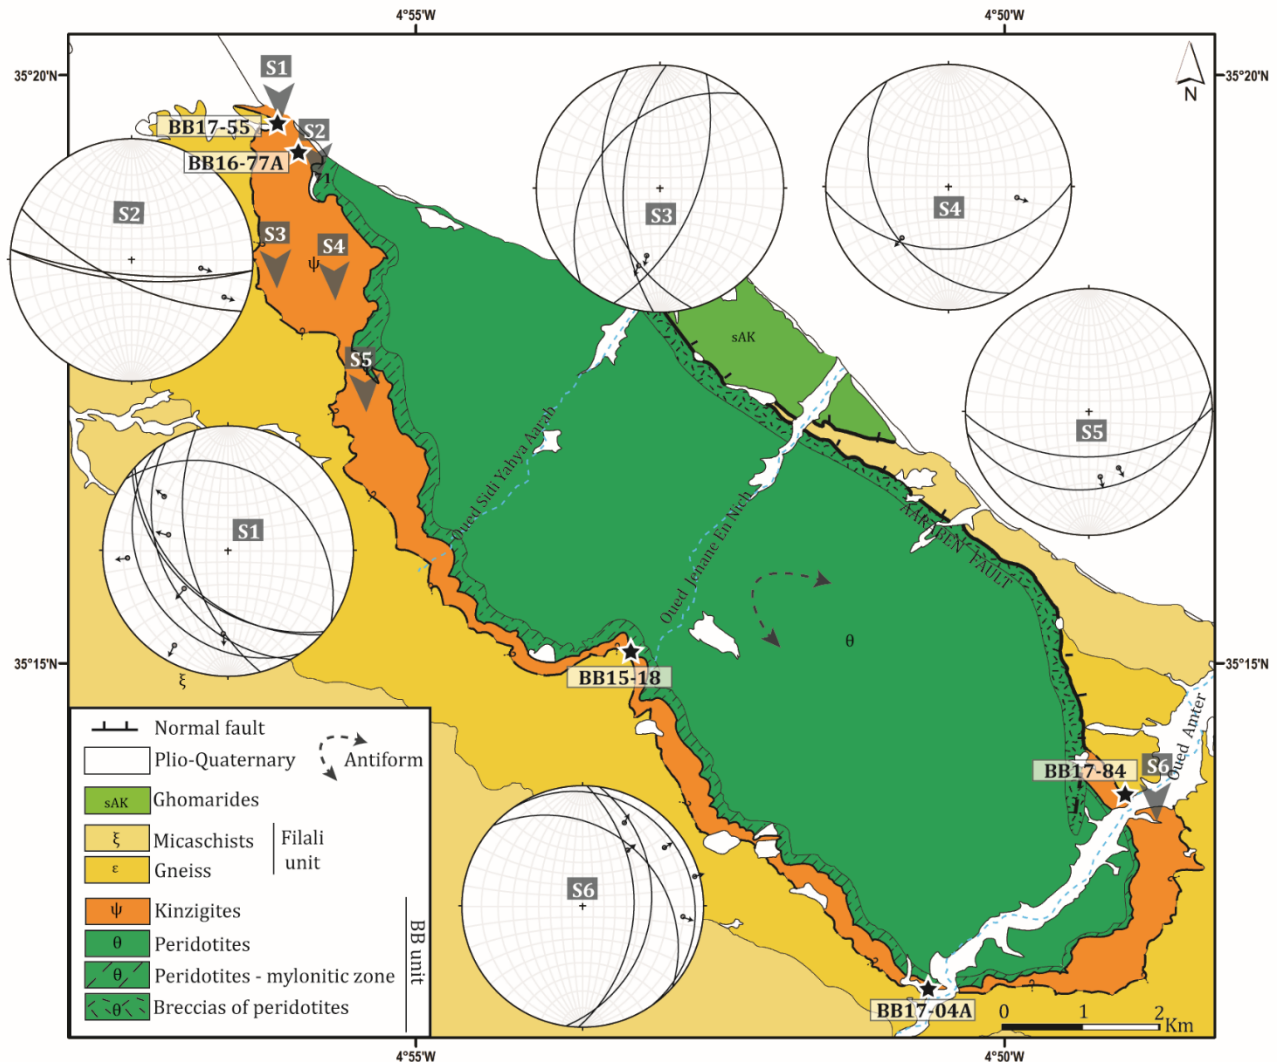 4°55'W
4°50'W
35°20'N
35°20'N
N
S1
BB17-55
S2
BB16-77A
1
S2
S3
S4
ψ
S3
S4
S5
S5
sAK
S1
ξ
Oued Sidi Yahya Aarab
Oued Jenane En Nich
AARKOBEN FAULT
θ
35°15'N
35°15'N
BB15-18
Oued Amter
BB17-84
S6
S6
BB17-04A
Normal fault
Plio-Quaternary
Antiform
sAK
Ghomarides
ξ
Micaschists
Filali
unit
ε
Gneiss
ψ
Kinzigites
θ
Peridotites
θ
Peridotites - mylonitic zone
θ
Breccias of peridotites
BB unit
0
1
2
Km
4°55'W
4°50'W